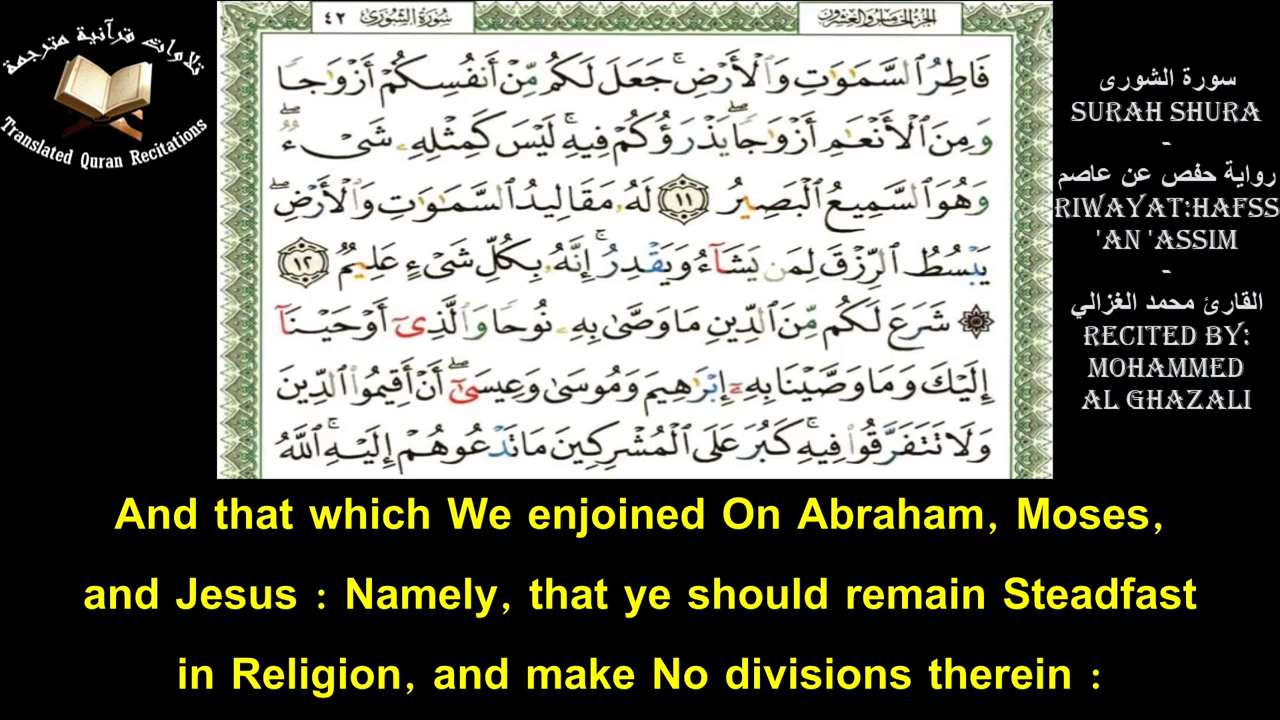 تلاوات قرآنية مترجمة
Translated Quran Recitations
سُورَةُ الشُّورَىٰ ٤٢
الجزء الخامس والعشرون
فَاطِرُ ٱلسَّمَٰوَٰتِ وَٱلْأَرْضِ ۚ جَعَلَ لَكُم مِّنْ أَنفُسِكُمْ أَزْوَٰجًا
وَمِنَ ٱلْأَنْعَٰمِ أَزْوَٰجًا ۖ يَذْرَؤُكُمْ فِيهِ ۚ لَيْسَ كَمِثْلِهِۦ شَىْءٌ ۖ
وَهُوَ ٱلسَّمِيعُ ٱلْبَصِيرُ ١١ لَهُۥ مَقَالِيدُ ٱلسَّمَٰوَٰتِ وَٱلْأَرْضِ ۖ
يَبْسُطُ ٱلرِّزْقَ لِمَن يَشَآءُ وَيَقْدِرُ ۚ إِنَّهُۥ بِكُلِّ شَىْءٍ عَلِيمٌ ١٢
۞ شَرَعَ لَكُم مِّنَ ٱلدِّينِ مَا وَصَّىٰ بِهِۦ نُوحًا وَٱلَّذِىٓ أَوْحَيْنَآ
إِلَيْكَ وَمَا وَصَّيْنَا بِهِۦٓ إِبْرَٰهِيمَ وَمُوسَىٰ وَعِيسَىٰٓ ۖ أَنْ أَقِيمُوا۟ ٱلدِّينَ
وَلَا تَتَفَرَّقُوا۟ فِيهِ ۚ كَبُرَ عَلَى ٱلْمُشْرِكِينَ مَا تَدْعُوهُمْ إِلَيْهِ ۚ ٱللَّهُ
سورة الشورى
SURAH SHURA
-
رواية حفص عن عاصم
RIWAYAT:HAFSS
'AN 'ASSIM
-
القارئ محمد الغزالي
RECITED BY:
MOHAMMED
AL GHAZALI
And that which We enjoined On Abraham, Moses,
and Jesus : Namely, that ye should remain Steadfast
in Religion, and make No divisions therein :